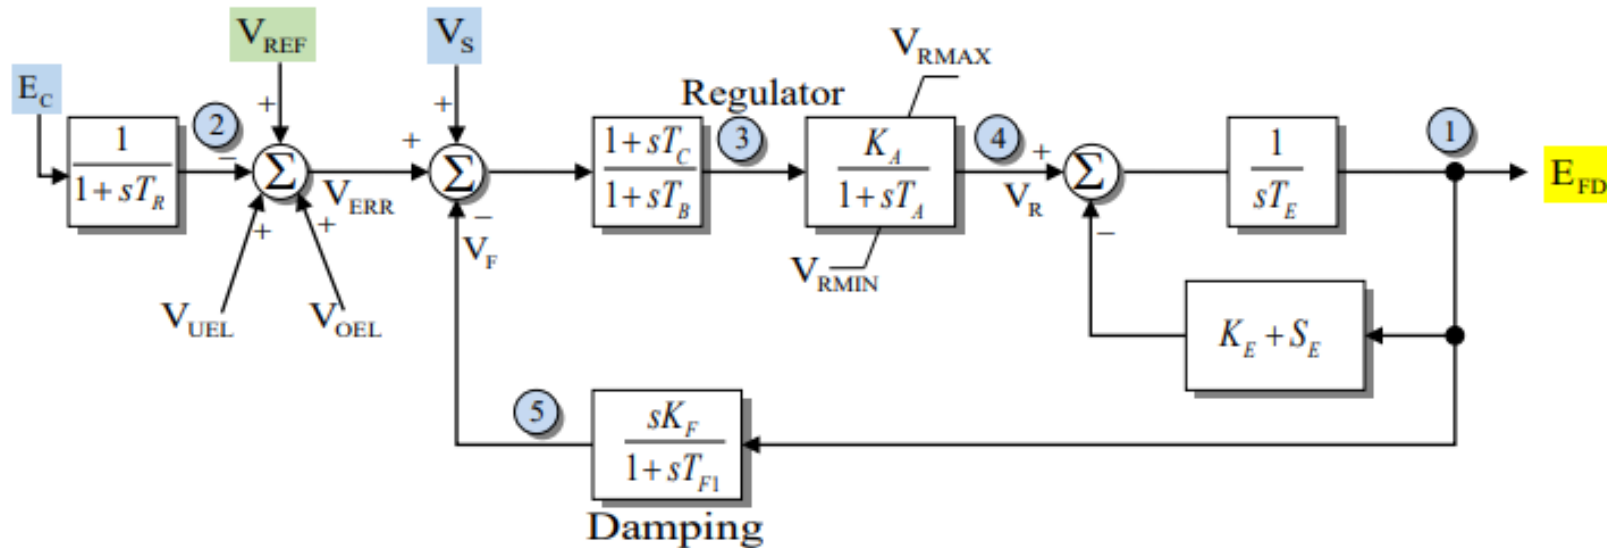 V_REF
V_S
V_RMAX
E_C
Regulator
1 / (1 + sT_R)
2
−
+
Σ
+
+
V_ERR
+
+
Σ
−
V_F
(1 + sT_C) / (1 + sT_B)
3
K_A / (1 + sT_A)
4
+
V_R
Σ
−
1 / (sT_E)
1
E_FD
V_UEL
V_OEL
V_RMIN
K_E + S_E
5
sK_F / (1 + sT_F1)
Damping